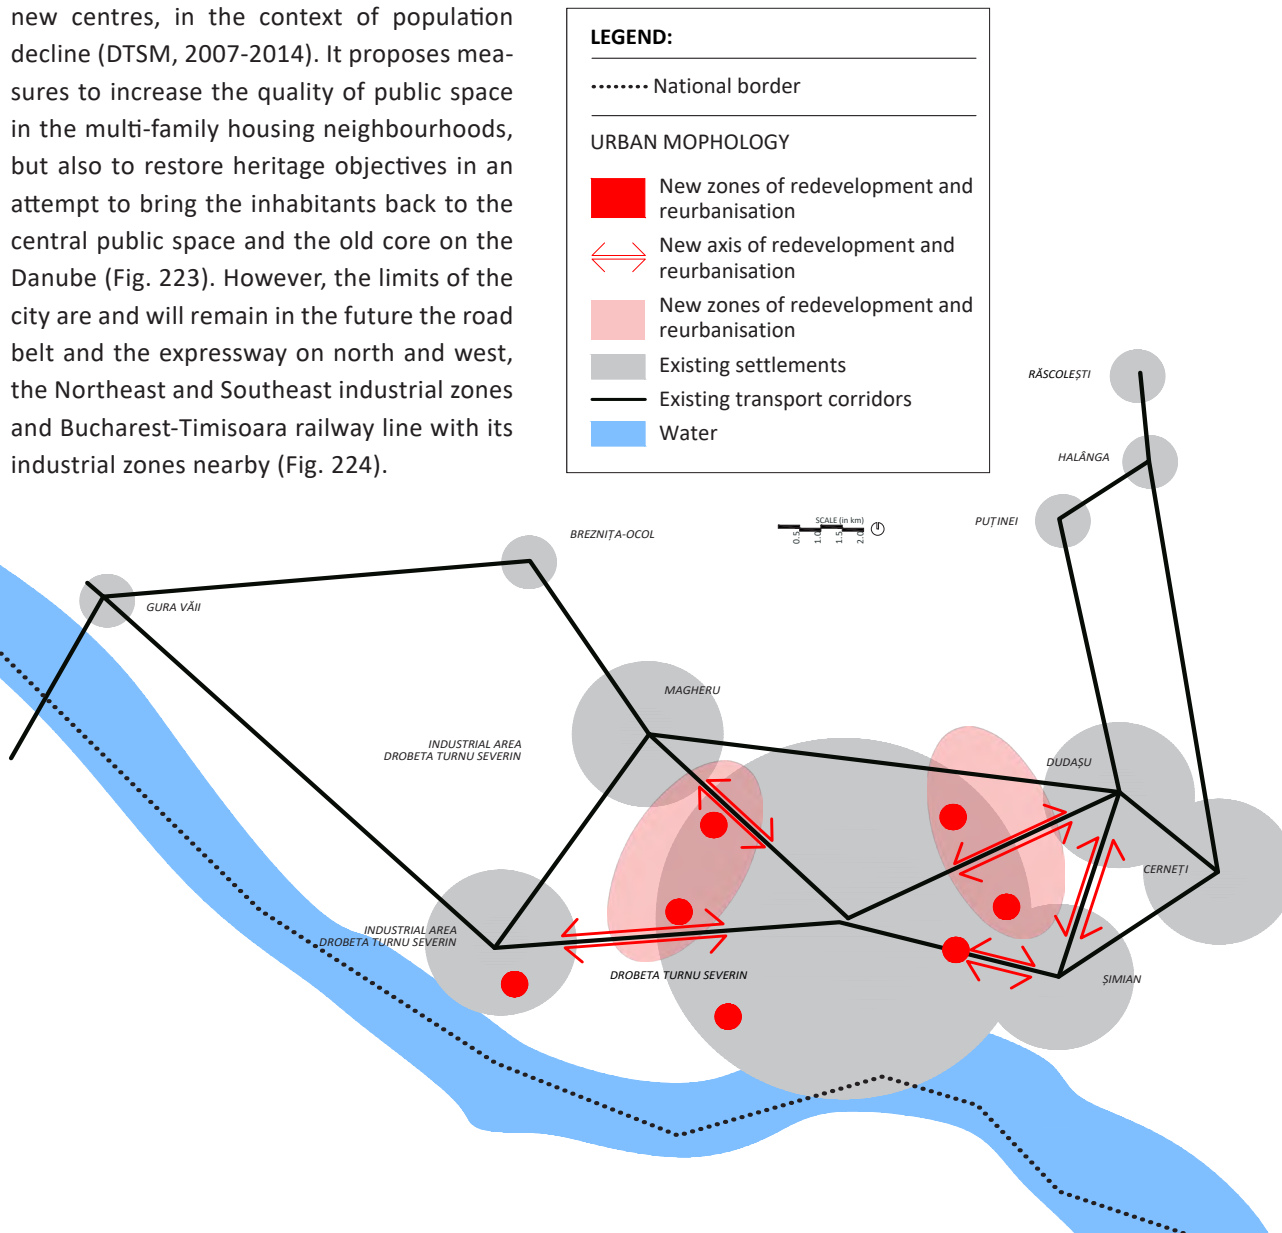 new centres, in the context of population
decline (DTSM, 2007-2014). It proposes mea-
sures to increase the quality of public space
in the multi-family housing neighbourhoods,
but also to restore heritage objectives in an
attempt to bring the inhabitants back to the
central public space and the old core on the
Danube (Fig. 223). However, the limits of the
city are and will remain in the future the road
belt and the expressway on north and west,
the Northeast and Southeast industrial zones
and Bucharest-Timisoara railway line with its
industrial zones nearby (Fig. 224).
LEGEND:
National border
URBAN MOPHOLOGY
New zones of redevelopment and
reurbanisation
New axis of redevelopment and
reurbanisation
New zones of redevelopment and
reurbanisation
Existing settlements
Existing transport corridors
Water
RĂSCOLEȘTI
HALÂNGA
PUȚINEI
SCALE (in km)
0.5
1.0
1.5
2.0
BREZNIȚA-OCOL
GURA VĂII
MAGHERU
INDUSTRIAL AREA
DROBETA TURNU SEVERIN
DUDAȘU
CERNEȚI
INDUSTRIAL AREA
DROBETA TURNU SEVERIN
DROBETA TURNU SEVERIN
ȘIMIAN